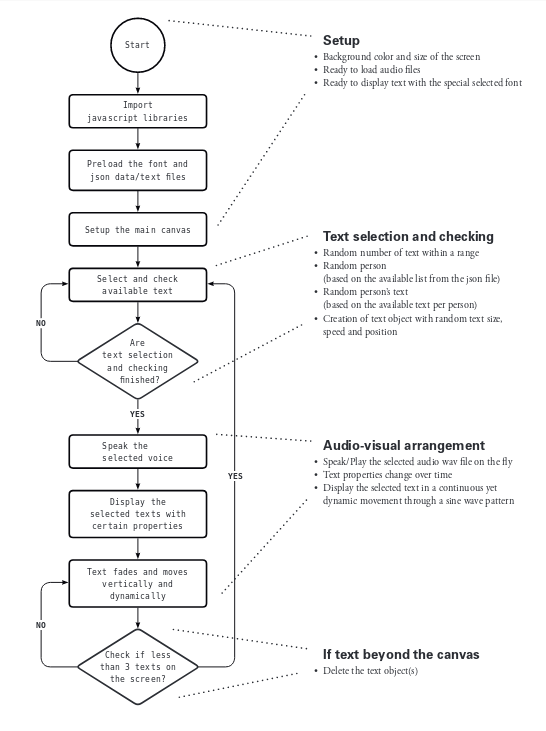 Start
Import
javascript libraries
Preload the font and
json data/text files
Setup the main canvas
Select and check
available text
NO
Are
text selection
and checking
finished?
YES
Speak the
selected voice
YES
Display the
selected texts with
certain properties
Text fades and moves
vertically and
dynamically
NO
Check if less
than 3 texts on
the screen?
Setup
• Background color and size of the screen
• Ready to load audio files
• Ready to display text with the special selected font
Text selection and checking
• Random number of text within a range
• Random person
(based on the available list from the json file)
• Random person's text
(based on the available text per person)
• Creation of text object with random text size,
speed and position
Audio-visual arrangement
• Speak/Play the selected audio wav file on the fly
• Text properties change over time
• Display the selected text in a continuous yet
dynamic movement through a sine wave pattern
If text beyond the canvas
• Delete the text object(s)